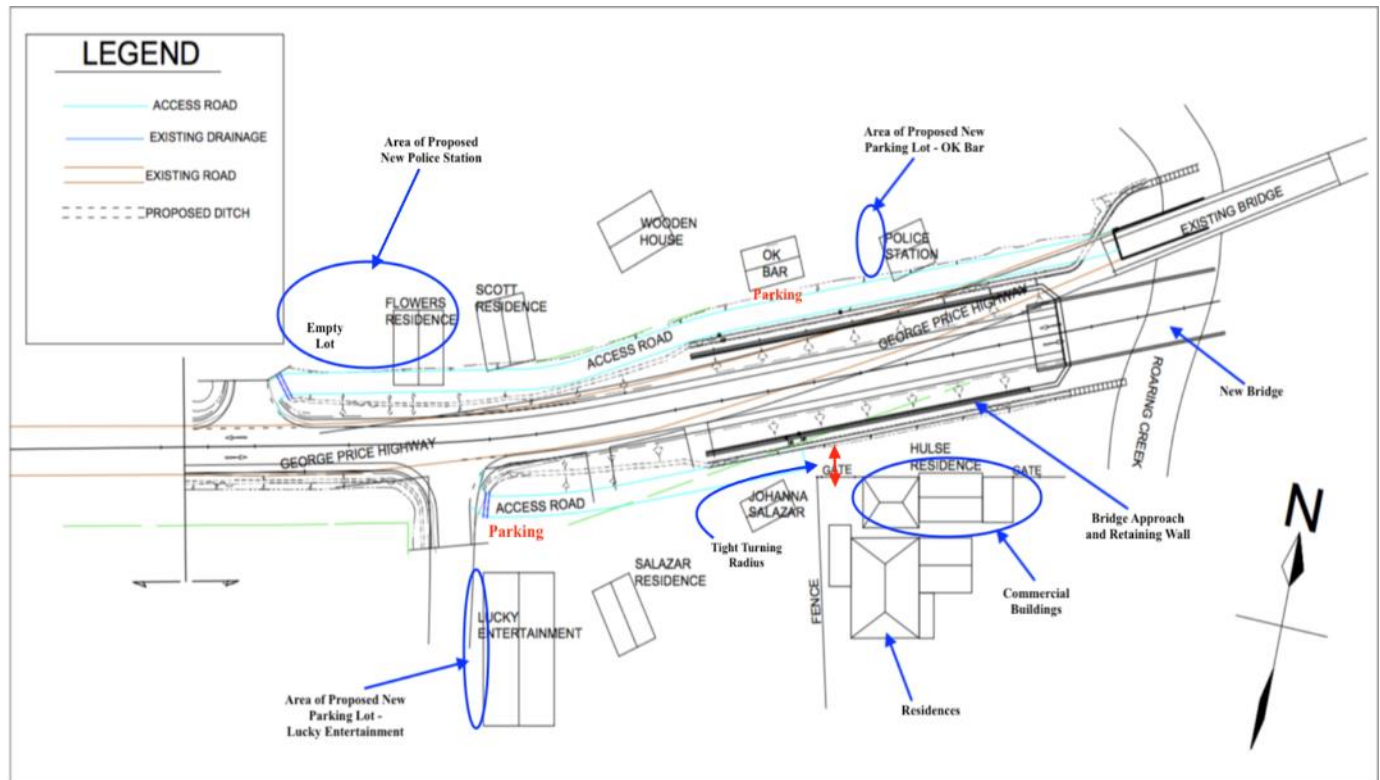 LEGEND
ACCESS ROAD
EXISTING DRAINAGE
EXISTING ROAD
PROPOSED DITCH
Area of Proposed
New Police Station
Area of Proposed New
Parking Lot - OK Bar
WOODEN
HOUSE
OK
BAR
POLICE
STATION
EXISTING BRIDGE
Parking
SCOTT
RESIDENCE
FLOWERS
RESIDENCE
Empty
Lot
ACCESS ROAD
GEORGE PRICE HIGHWAY
New Bridge
ROARING CREEK
GEORGE PRICE HIGHWAY
GATE
HULSE
RESIDENCE
GATE
ACCESS ROAD
JOHANNA
SALAZAR
Parking
Tight Turning
Radius
Bridge Approach
and Retaining Wall
SALAZAR
RESIDENCE
FENCE
Commercial
Buildings
LUCKY
ENTERTAINMENT
Area of Proposed New
Parking Lot -
Lucky Entertainment
Residences
N